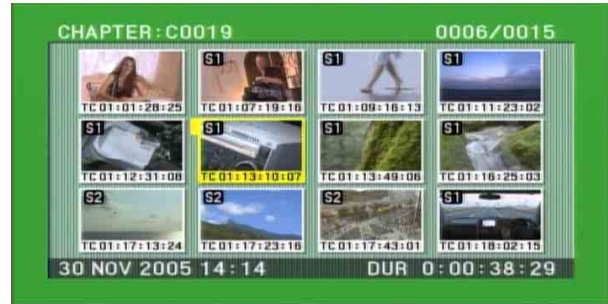 CHAPTER:C0019 0006/0015
S1 S1 S1
TC 01:01:28:25 TC 01:07:19:16 TC 01:09:16:13 TC 01:11:23:02
S1 S1 S1 S1
TC 01:12:31:08 TC 01:13:10:07 TC 01:13:49:06 TC 01:16:25:03
S2 S2 S2 S1
TC 01:17:13:24 TC 01:17:23:16 TC 01:17:43:01 TC 01:18:02:15
30 NOV 2005 14:14 DUR 0:00:38:29